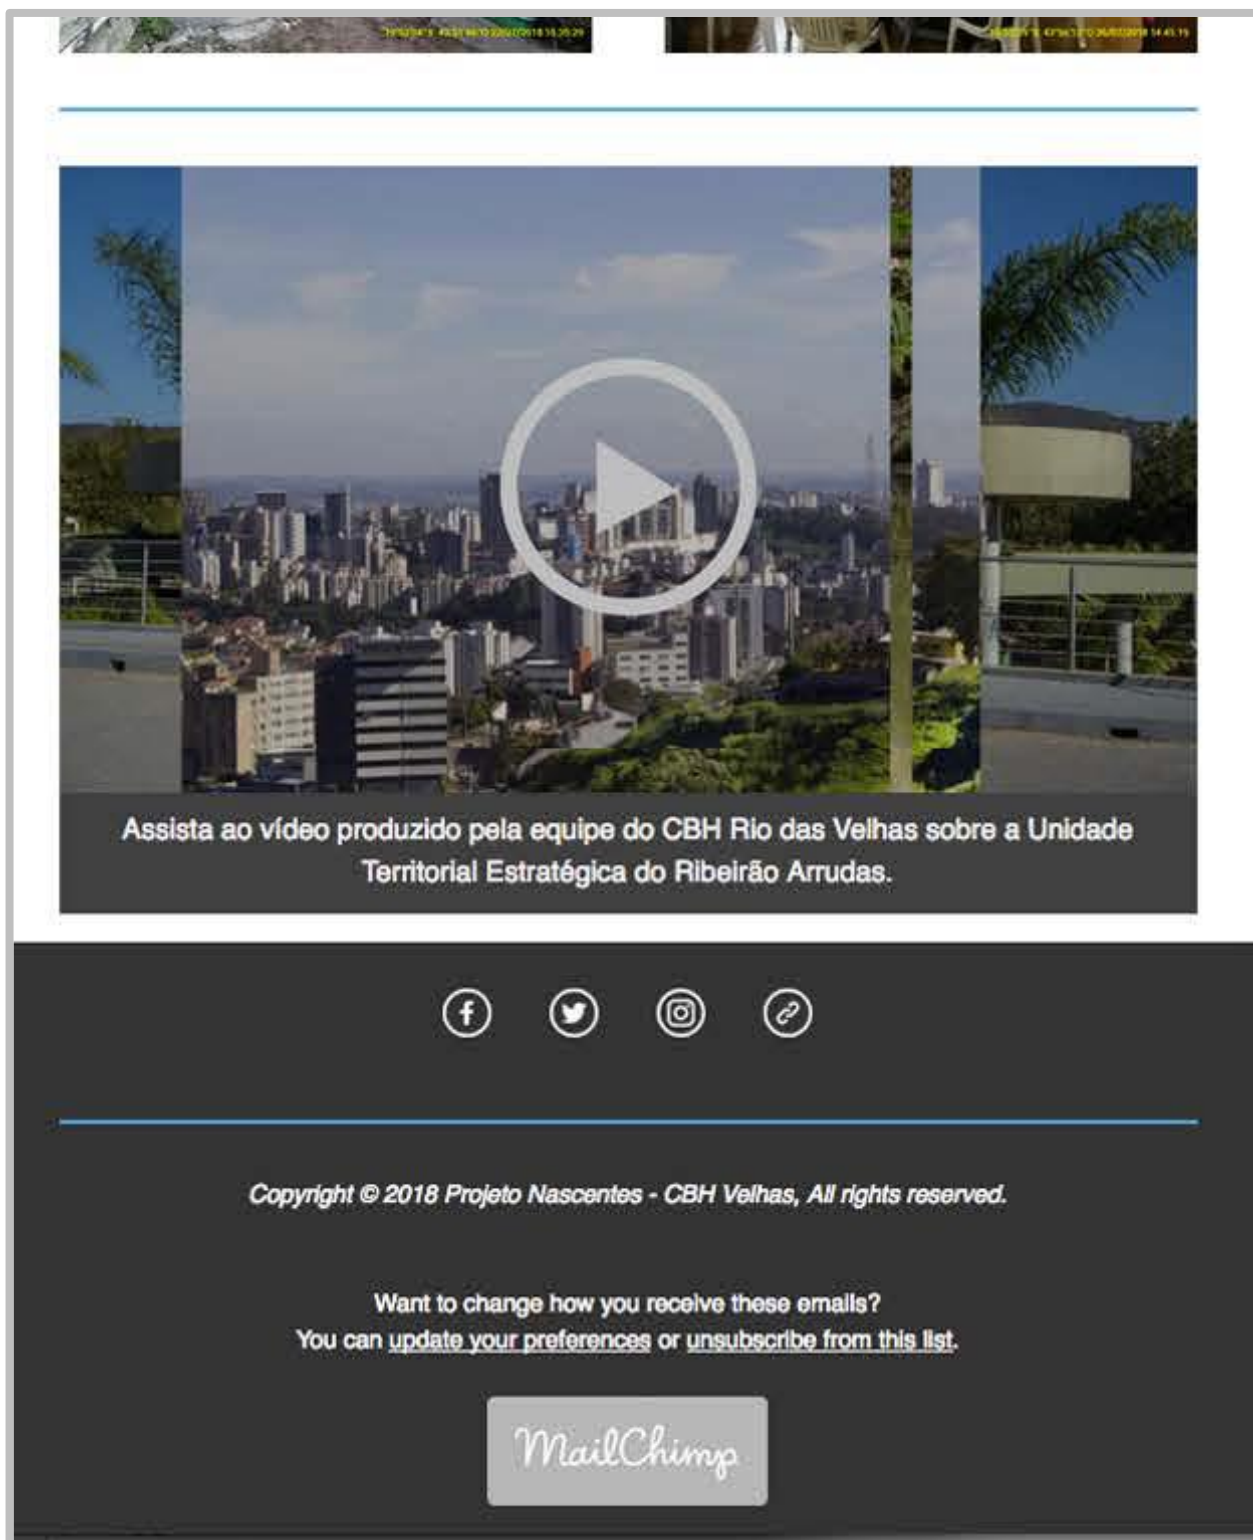 Assista ao vídeo produzido pela equipe do CBH Rio das Velhas sobre a Unidade
Territorial Estratégica do Ribeirão Arrudas.
Copyright © 2018 Projeto Nascentes - CBH Velhas, All rights reserved.
Want to change how you receive these emails?
You can update your preferences or unsubscribe from this list.
MailChimp